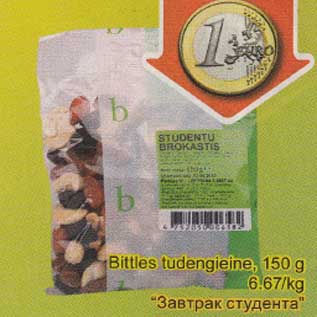 1
EURO
b
b
b
STUDENTU
BROKASTIS
Bittles tudengieine, 150 g
6.67/kg
"Завтрак студента"